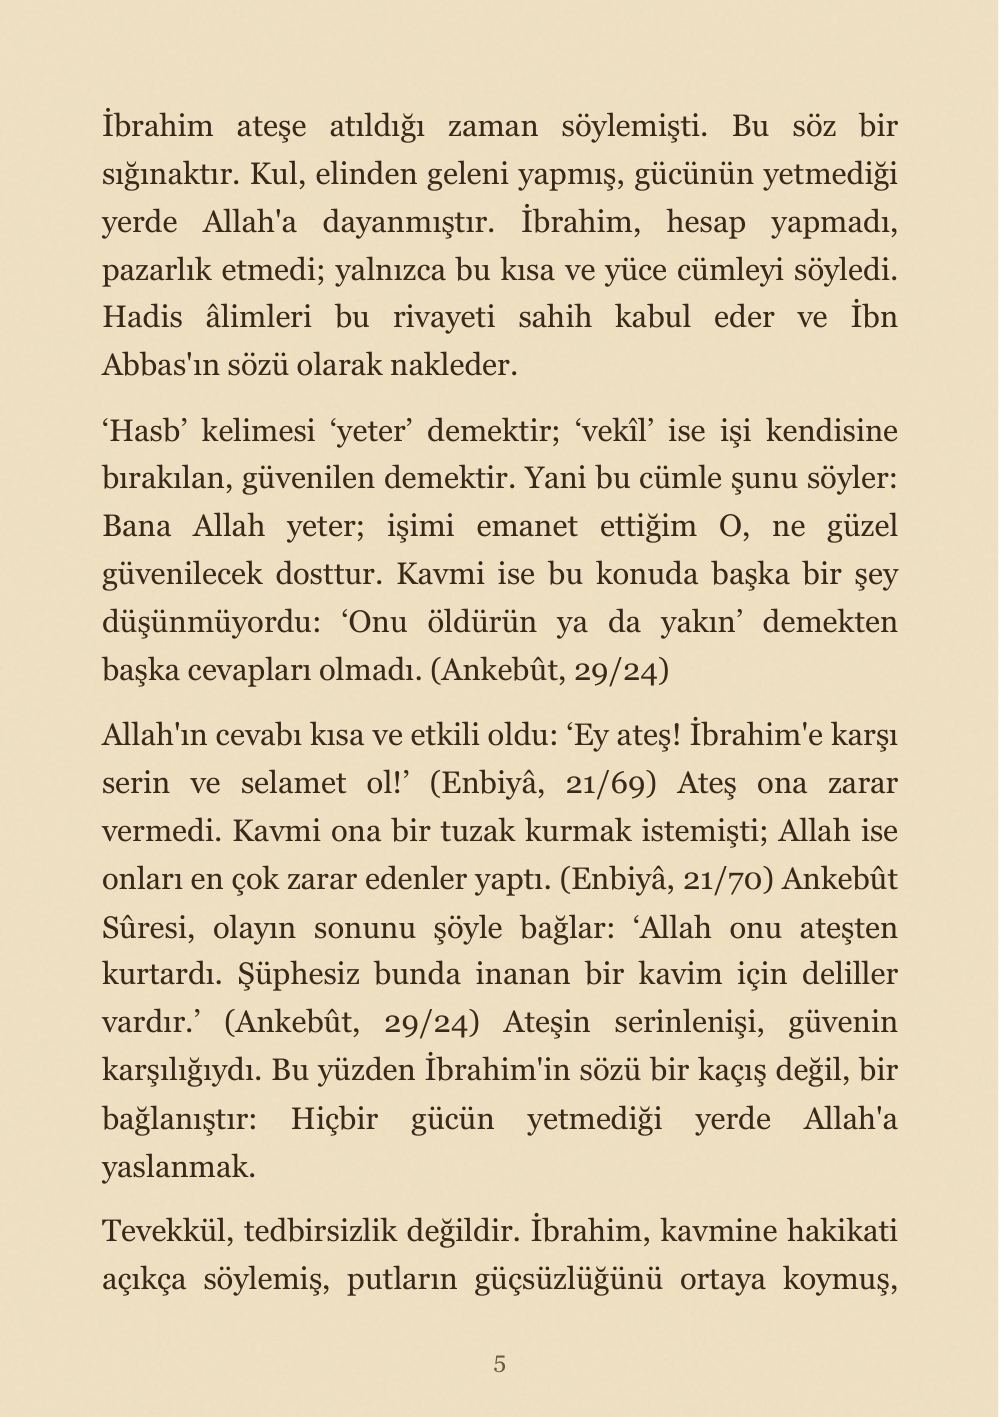 İbrahim ateşe atıldığı zaman söylemişti. Bu söz bir
sığınaktır. Kul, elinden geleni yapmış, gücünün yetmediği
yerde Allah'a dayanmıştır. İbrahim, hesap yapmadı,
pazarlık etmedi; yalnızca bu kısa ve yüce cümleyi söyledi.
Hadis âlimleri bu rivayeti sahih kabul eder ve İbn
Abbas'ın sözü olarak nakleder.
‘Hasb’ kelimesi ‘yeter’ demektir; ‘vekîl’ ise işi kendisine
bırakılan, güvenilen demektir. Yani bu cümle şunu söyler:
Bana Allah yeter; işimi emanet ettiğim O, ne güzel
güvenilecek dosttur. Kavmi ise bu konuda başka bir şey
düşünmüyordu: ‘Onu öldürün ya da yakın’ demekten
başka cevapları olmadı. (Ankebût, 29/24)
Allah'ın cevabı kısa ve etkili oldu: ‘Ey ateş! İbrahim'e karşı
serin ve selamet ol!’ (Enbiyâ, 21/69) Ateş ona zarar
vermedi. Kavmi ona bir tuzak kurmak istemişti; Allah ise
onları en çok zarar edenler yaptı. (Enbiyâ, 21/70) Ankebût
Sûresi, olayın sonunu şöyle bağlar: ‘Allah onu ateşten
kurtardı. Şüphesiz bunda inanan bir kavim için deliller
vardır.’ (Ankebût, 29/24) Ateşin serinlenişi, güvenin
karşılığıydı. Bu yüzden İbrahim'in sözü bir kaçış değil, bir
bağlanıştır: Hiçbir gücün yetmediği yerde Allah'a
yaslanmak.
Tevekkül, tedbirsizlik değildir. İbrahim, kavmine hakikati
açıkça söylemiş, putların güçsüzlüğünü ortaya koymuş,
5